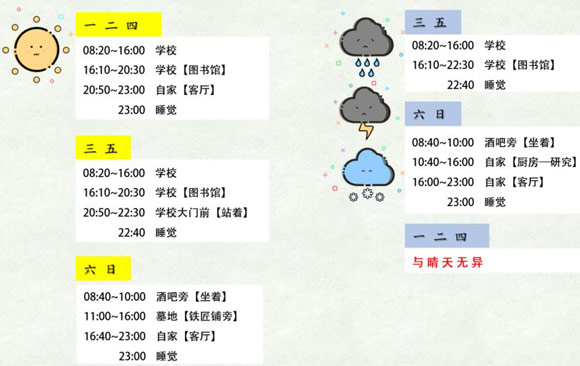 一 二 四
08:20~16:00 学校
16:10~20:30 学校【图书馆】
20:50~23:00 自家【客厅】
23:00 睡觉
三 五
08:20~16:00 学校
16:10~20:30 学校【图书馆】
20:50~22:30 学校大门前【站着】
22:40 睡觉
六 日
08:40~10:00 酒吧旁【坐着】
11:00~16:00 墓地【铁匠铺旁】
16:40~23:00 自家【客厅】
23:00 睡觉
三 五
08:20~16:00 学校
16:10~22:30 学校【图书馆】
22:40 睡觉
六 日
08:40~10:00 酒吧旁【坐着】
10:40~16:00 自家【厨房—研究】
16:00~23:00 自家【客厅】
23:00 睡觉
一 二 四
与晴天无异